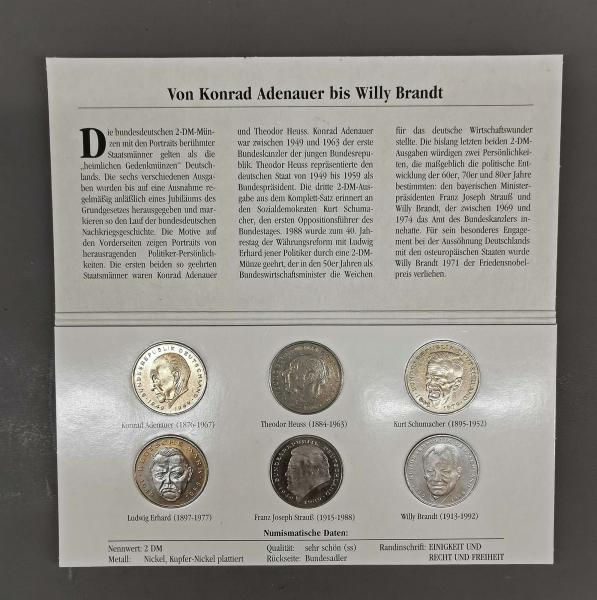 Von Konrad Adenauer bis Willy Brandt
Die bundesdeutschen 2-DM-Mün-
zen mit den Portraits berühmter
Staatsmänner gelten als die
„heimlichen Gedenkmünzen" Deutsch-
lands. Die sechs verschiedenen Ausga-
ben wurden bis auf eine Ausnahme re-
gelmäßig anläßlich eines Jubiläums des
Grundgesetzes herausgegeben und mar-
kieren so den Lauf der bundesdeutschen
Nachkriegsgeschichte. Die Motive auf
den Vorderseiten zeigen Portraits von
herausragenden Politiker-Persönlich-
keiten. Die ersten beiden so geehrten
Staatsmänner waren Konrad Adenauer
und Theodor Heuss. Konrad Adenauer
war zwischen 1949 und 1963 der erste
Bundeskanzler der jungen Bundesrepu-
blik. Theodor Heuss repräsentierte den
deutschen Staat von 1949 bis 1959 als
Bundespräsident. Die dritte 2-DM-Aus-
gabe aus dem Komplett-Satz erinnert an
den Sozialdemokraten Kurt Schuma-
cher, den ersten Oppositionsführer des
Bundestages. 1988 wurde zum 40. Jah-
restag der Währungsreform mit Ludwig
Erhard jener Politiker durch eine 2-DM-
Münze geehrt, der in den 50er Jahren als
Bundeswirtschaftsminister die Weichen
für das deutsche Wirtschaftswunder
stellte. Die bislang letzten beiden 2-DM-
Ausgaben würdigen zwei Persönlichkei-
ten, die maßgeblich die politische Ent-
wicklung der 60er, 70er und 80er Jahre
bestimmten: den bayerischen Minister-
präsidenten Franz Joseph Strauß und
Willy Brandt, der zwischen 1969 und
1974 das Amt des Bundeskanzlers in-
nehatte. Für sein besonderes Engage-
ment bei der Aussöhnung Deutschlands
mit den osteuropäischen Staaten wurde
Willy Brandt 1971 der Friedensnobel-
preis verliehen.
BUNDESREPUBLIK DEUTSCHLAND
Konrad Adenauer (1876-1967)
Theodor Heuss (1884-1963)
Kurt Schumacher (1895-1952)
Ludwig Erhard (1897-1977)
Franz Joseph Strauß (1915-1988)
Willy Brandt (1913-1992)
Numismatische Daten:
Nennwert: 2 DM
Metall: Nickel, Kupfer-Nickel plattiert
Qualität: sehr schön (ss)
Rückseite: Bundesadler
Randinschrift: EINIGKEIT UND
RECHT UND FREIHEIT